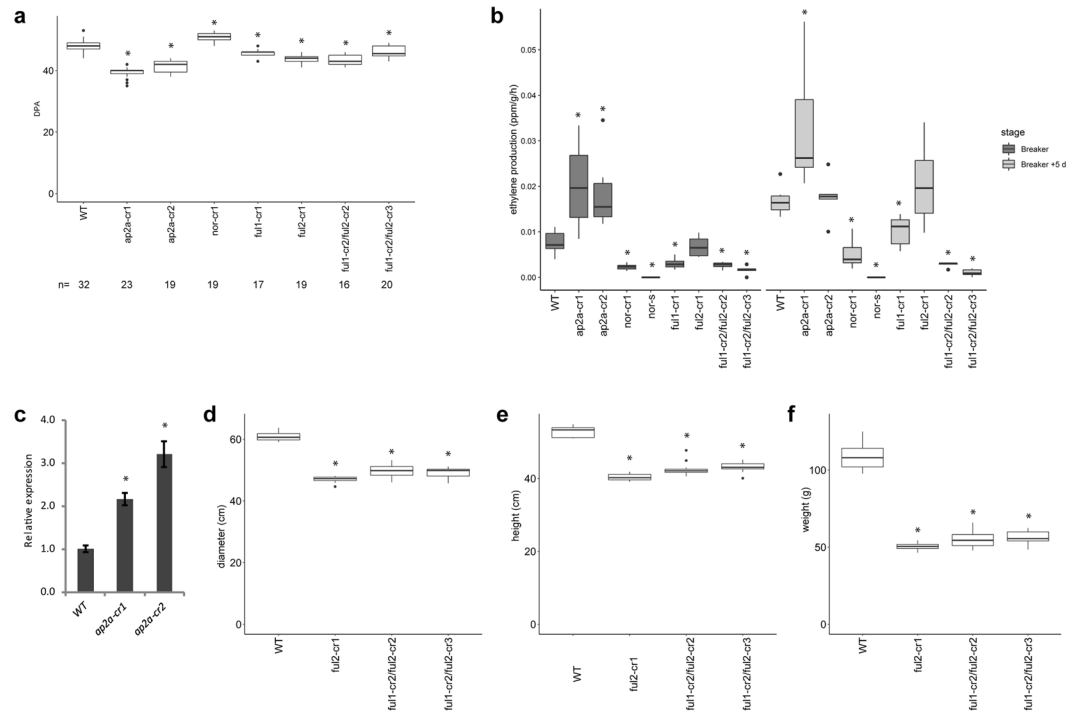 a
DPA
40
20
0
WT
ap2a-cr1
ap2a-cr2
nor-cr1
ful1-cr1
ful2-cr1
ful1-cr2/ful2-cr2
ful1-cr2/ful2-cr3
n= 32 23 19 19 17 19 16 20
* * * * * * *
b
ethylene production (ppm/g/h)
0.05
0.04
0.03
0.02
0.01
0.00
* * * * * * *
* * * * * *
WT
ap2a-cr1
ap2a-cr2
nor-cr1
nor-s
ful1-cr1
ful2-cr1
ful1-cr2/ful2-cr2
ful1-cr2/ful2-cr3
WT
ap2a-cr1
ap2a-cr2
nor-cr1
nor-s
ful1-cr1
ful2-cr1
ful1-cr2/ful2-cr2
ful1-cr2/ful2-cr3
stage
Breaker
Breaker +5 d
c
Relative expression
4.0
3.0
2.0
1.0
0.0
* *
WT
ap2a-cr1
ap2a-cr2
d
diameter (cm)
60
40
20
0
* * *
WT
ful2-cr1
ful1-cr2/ful2-cr2
ful1-cr2/ful2-cr3
e
height (cm)
40
20
0
* * *
WT
ful2-cr1
ful1-cr2/ful2-cr2
ful1-cr2/ful2-cr3
f
weight (g)
100
50
0
* * *
WT
ful2-cr1
ful1-cr2/ful2-cr2
ful1-cr2/ful2-cr3